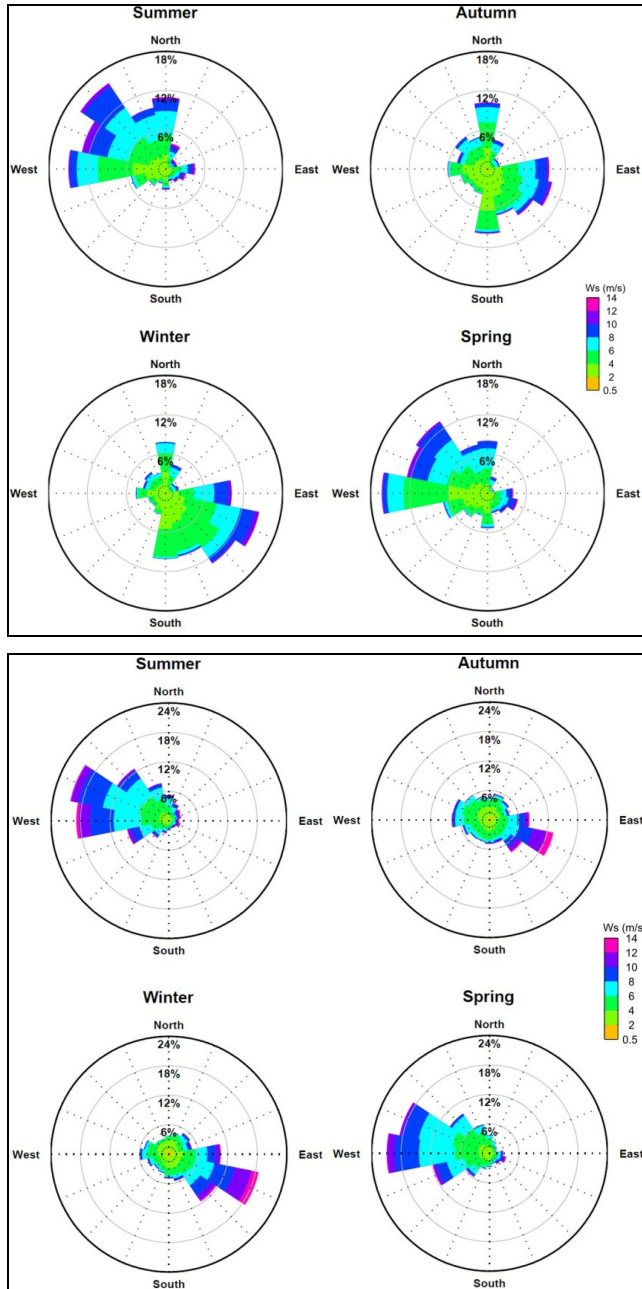 Summer
North
18%
12%
6%
West
East
South
Autumn
North
18%
12%
6%
West
East
South
Ws (m/s)
14
12
10
8
6
4
2
0.5
Winter
North
18%
12%
6%
West
East
South
Spring
North
18%
12%
6%
West
East
South
Summer
North
24%
18%
12%
6%
West
East
South
Autumn
North
24%
18%
12%
6%
West
East
South
Ws (m/s)
14
12
10
8
6
4
2
0.5
Winter
North
24%
18%
12%
6%
West
East
South
Spring
North
24%
18%
12%
6%
West
East
South